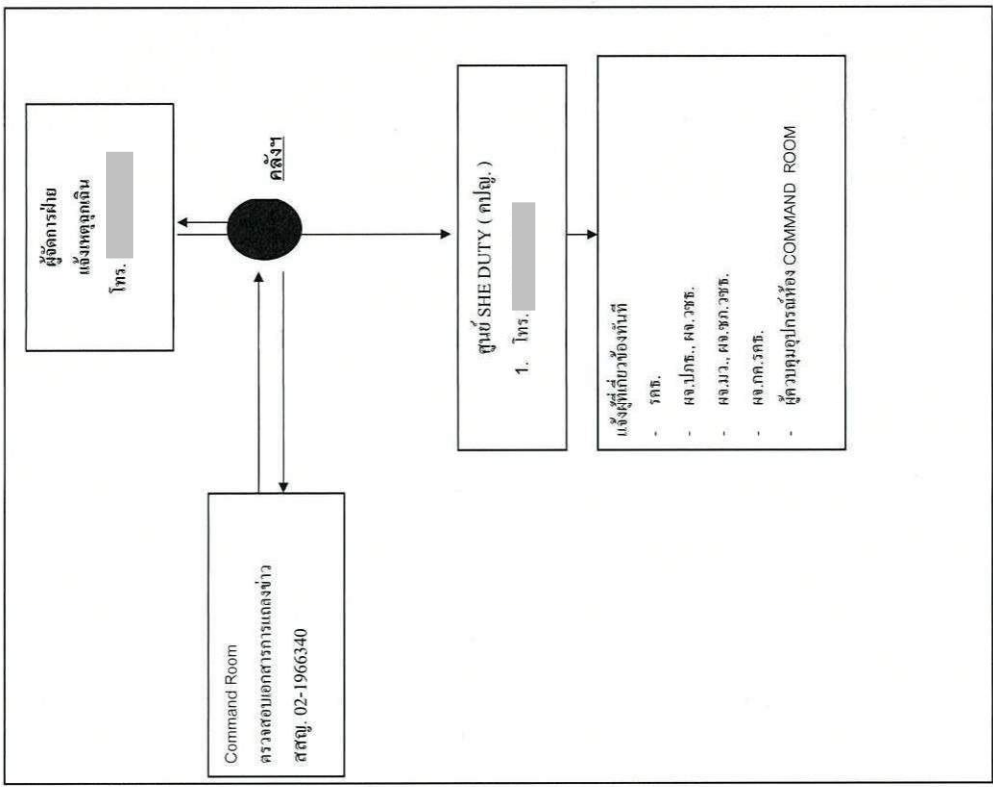 ผู้จัดการฝ่าย
แจ้งเหตุฉุกเฉิน
โทร.
คลังฯ
Command Room
ตรวจสอบเอกสารการแถลงข่าว
สสญ. 02-1966340
ศูนย์ SHE DUTY ( คปญ. )
1. โทร.
แจ้งผู้ที่เกี่ยวข้องทันที
- รคธ.
- ผจ.ปภธ., ผจ.วชธ.
- ผจ.มว., ผจ.ซภ.วชธ.
- ผจ.กค.รคธ.
- ผู้ควบคุมอุปกรณ์ห้อง COMMAND ROOM